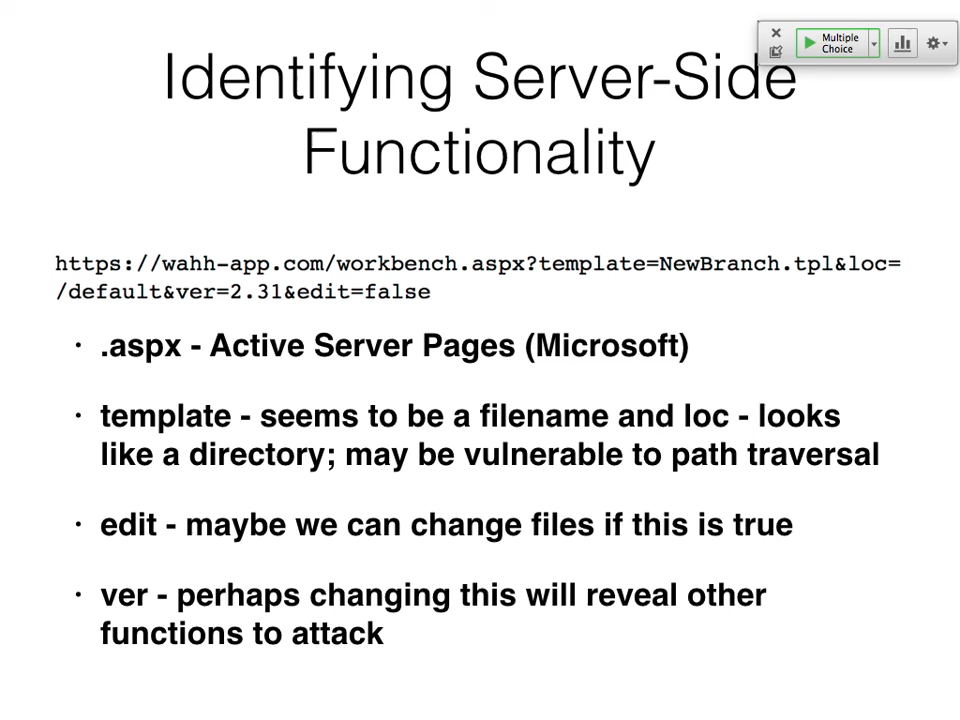 Multiple
Choice
Identifying Server-Side
Functionality
https://wahh-app.com/workbench.aspx?template=NewBranch.tpl&loc=
/default&ver=2.31&edit=false
• .aspx - Active Server Pages (Microsoft)
• template - seems to be a filename and loc - looks
like a directory; may be vulnerable to path traversal
• edit - maybe we can change files if this is true
• ver - perhaps changing this will reveal other
functions to attack